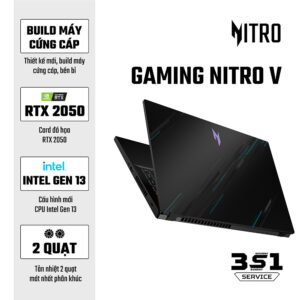 BUILD MÁY
CỨNG CÁP
Thiết kế mới, build máy
cứng cáp, bền bỉ
RTX 2050
Card đồ họa
RTX 2050
intel
INTEL GEN 13
Cấu hình mới
CPU Intel Gen 13
2 QUẠT
Tản nhiệt 2 quạt
mát nhất phân khúc
NITRO
GAMING NITRO V
3S1
SERVICE